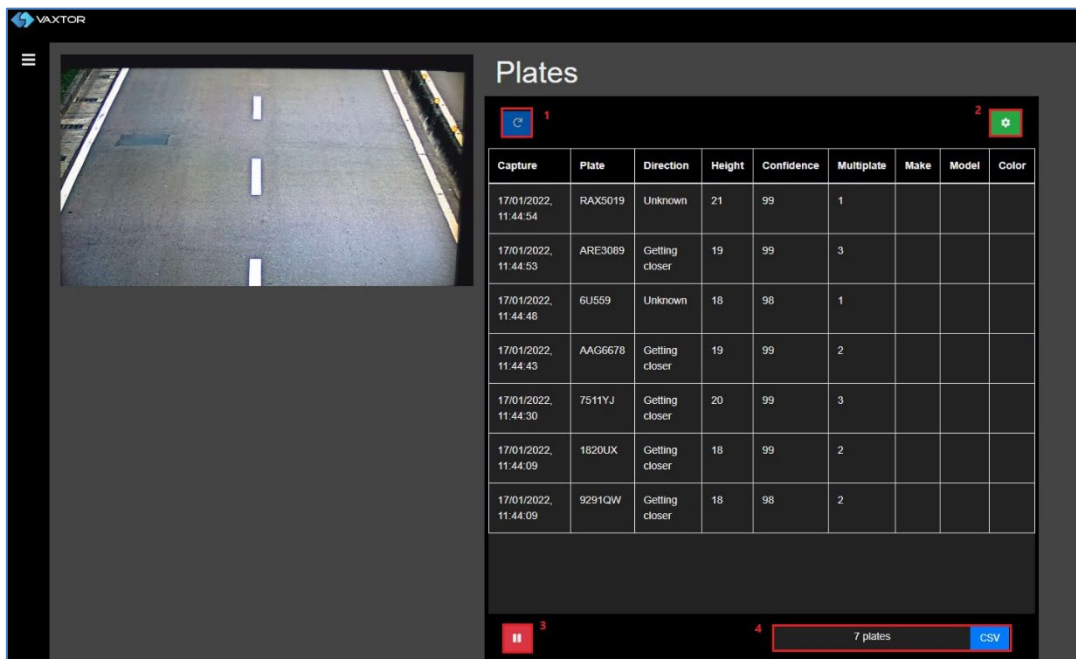 VAXTOR
Plates
1
2
Capture Plate Direction Height Confidence Multiplate Make Model Color
17/01/2022, 11:44:54 RAX5019 Unknown 21 99 1
17/01/2022, 11:44:53 ARE3089 Getting closer 19 99 3
17/01/2022, 11:44:48 6U559 Unknown 18 98 1
17/01/2022, 11:44:43 AAG6678 Getting closer 19 99 2
17/01/2022, 11:44:30 7511YJ Getting closer 20 99 3
17/01/2022, 11:44:09 1820UX Getting closer 18 99 2
17/01/2022, 11:44:09 9291QW Getting closer 18 98 2
3
4
7 plates CSV